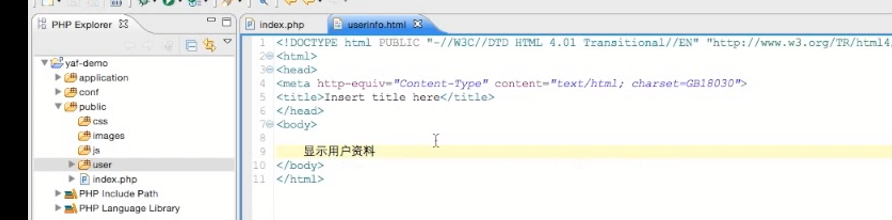 PHP Explorer
index.php
userinfo.html
yaf-demo
application
conf
public
css
images
js
user
index.php
PHP Include Path
PHP Language Library
1 <!DOCTYPE html PUBLIC "-//W3C//DTD HTML 4.01 Transitional//EN" "http://www.w3.org/TR/html4/
2 <html>
3 <head>
4 <meta http-equiv="Content-Type" content="text/html; charset=GB18030">
5 <title>Insert title here</title>
6 </head>
7 <body>
8
9 显示用户资料
10 </body>
11 </html>